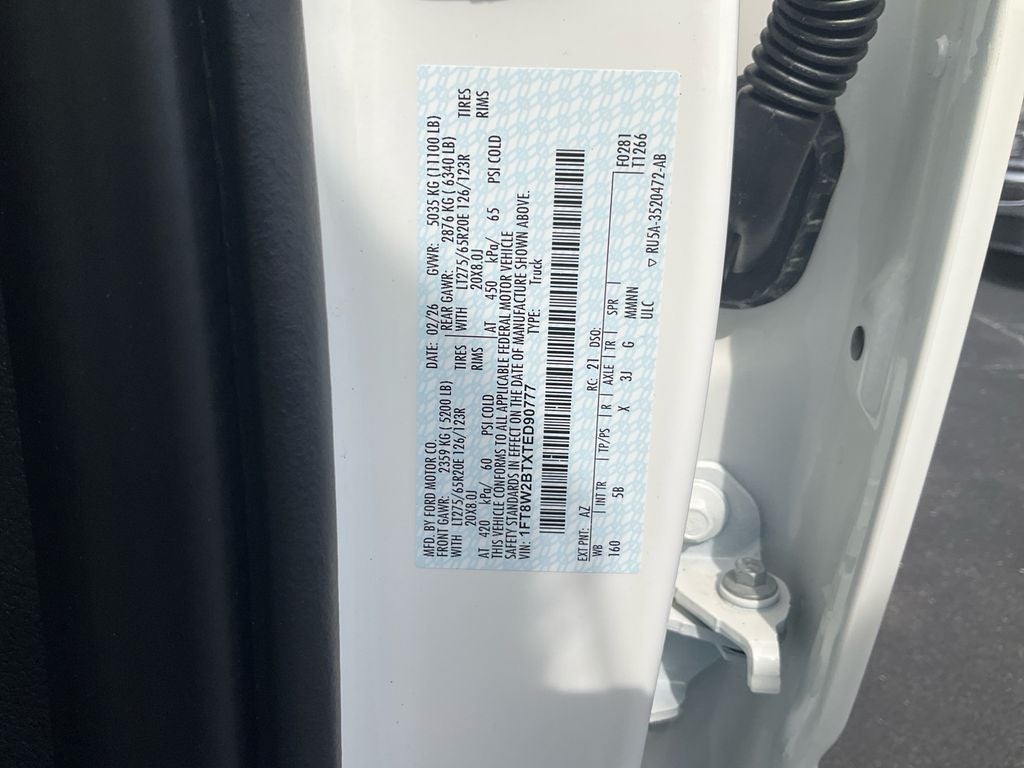 MFD. BY FORD MOTOR CO.
DATE: 02/26 GVWR: 5035 KG (11100 LB)
FRONT GAWR: 2359 KG ( 5200 LB) REAR GAWR: 2876 KG ( 6340 LB)
WITH LT275/65R20E 126/123R TIRES WITH LT275/65R20E 126/123R TIRES
20X8.0J RIMS 20X8.0J RIMS
AT 420 kPa/ 60 PSI COLD AT 450 kPa/ 65 PSI COLD
THIS VEHICLE CONFORMS TO ALL APPLICABLE FEDERAL MOTOR VEHICLE
SAFETY STANDARDS IN EFFECT ON THE DATE OF MANUFACTURE SHOWN ABOVE.
VIN: 1FT8W2BTXTED90777 TYPE: Truck
EXT PNT: AZ RC: 21 DSO: F0281
WB | INT TR | TP/PS | R | AXLE | TR | SPR T1266
160 5B X 3J G MMNN
ULC
▽ RU5A-3520472-AB